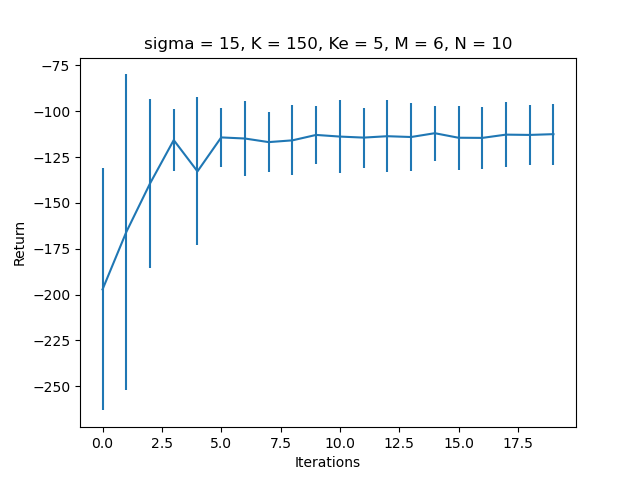 sigma = 15, K = 150, Ke = 5, M = 6, N = 10
−75
−100
−125
−150
−175
−200
−225
−250
Return
0.0 2.5 5.0 7.5 10.0 12.5 15.0 17.5
Iterations